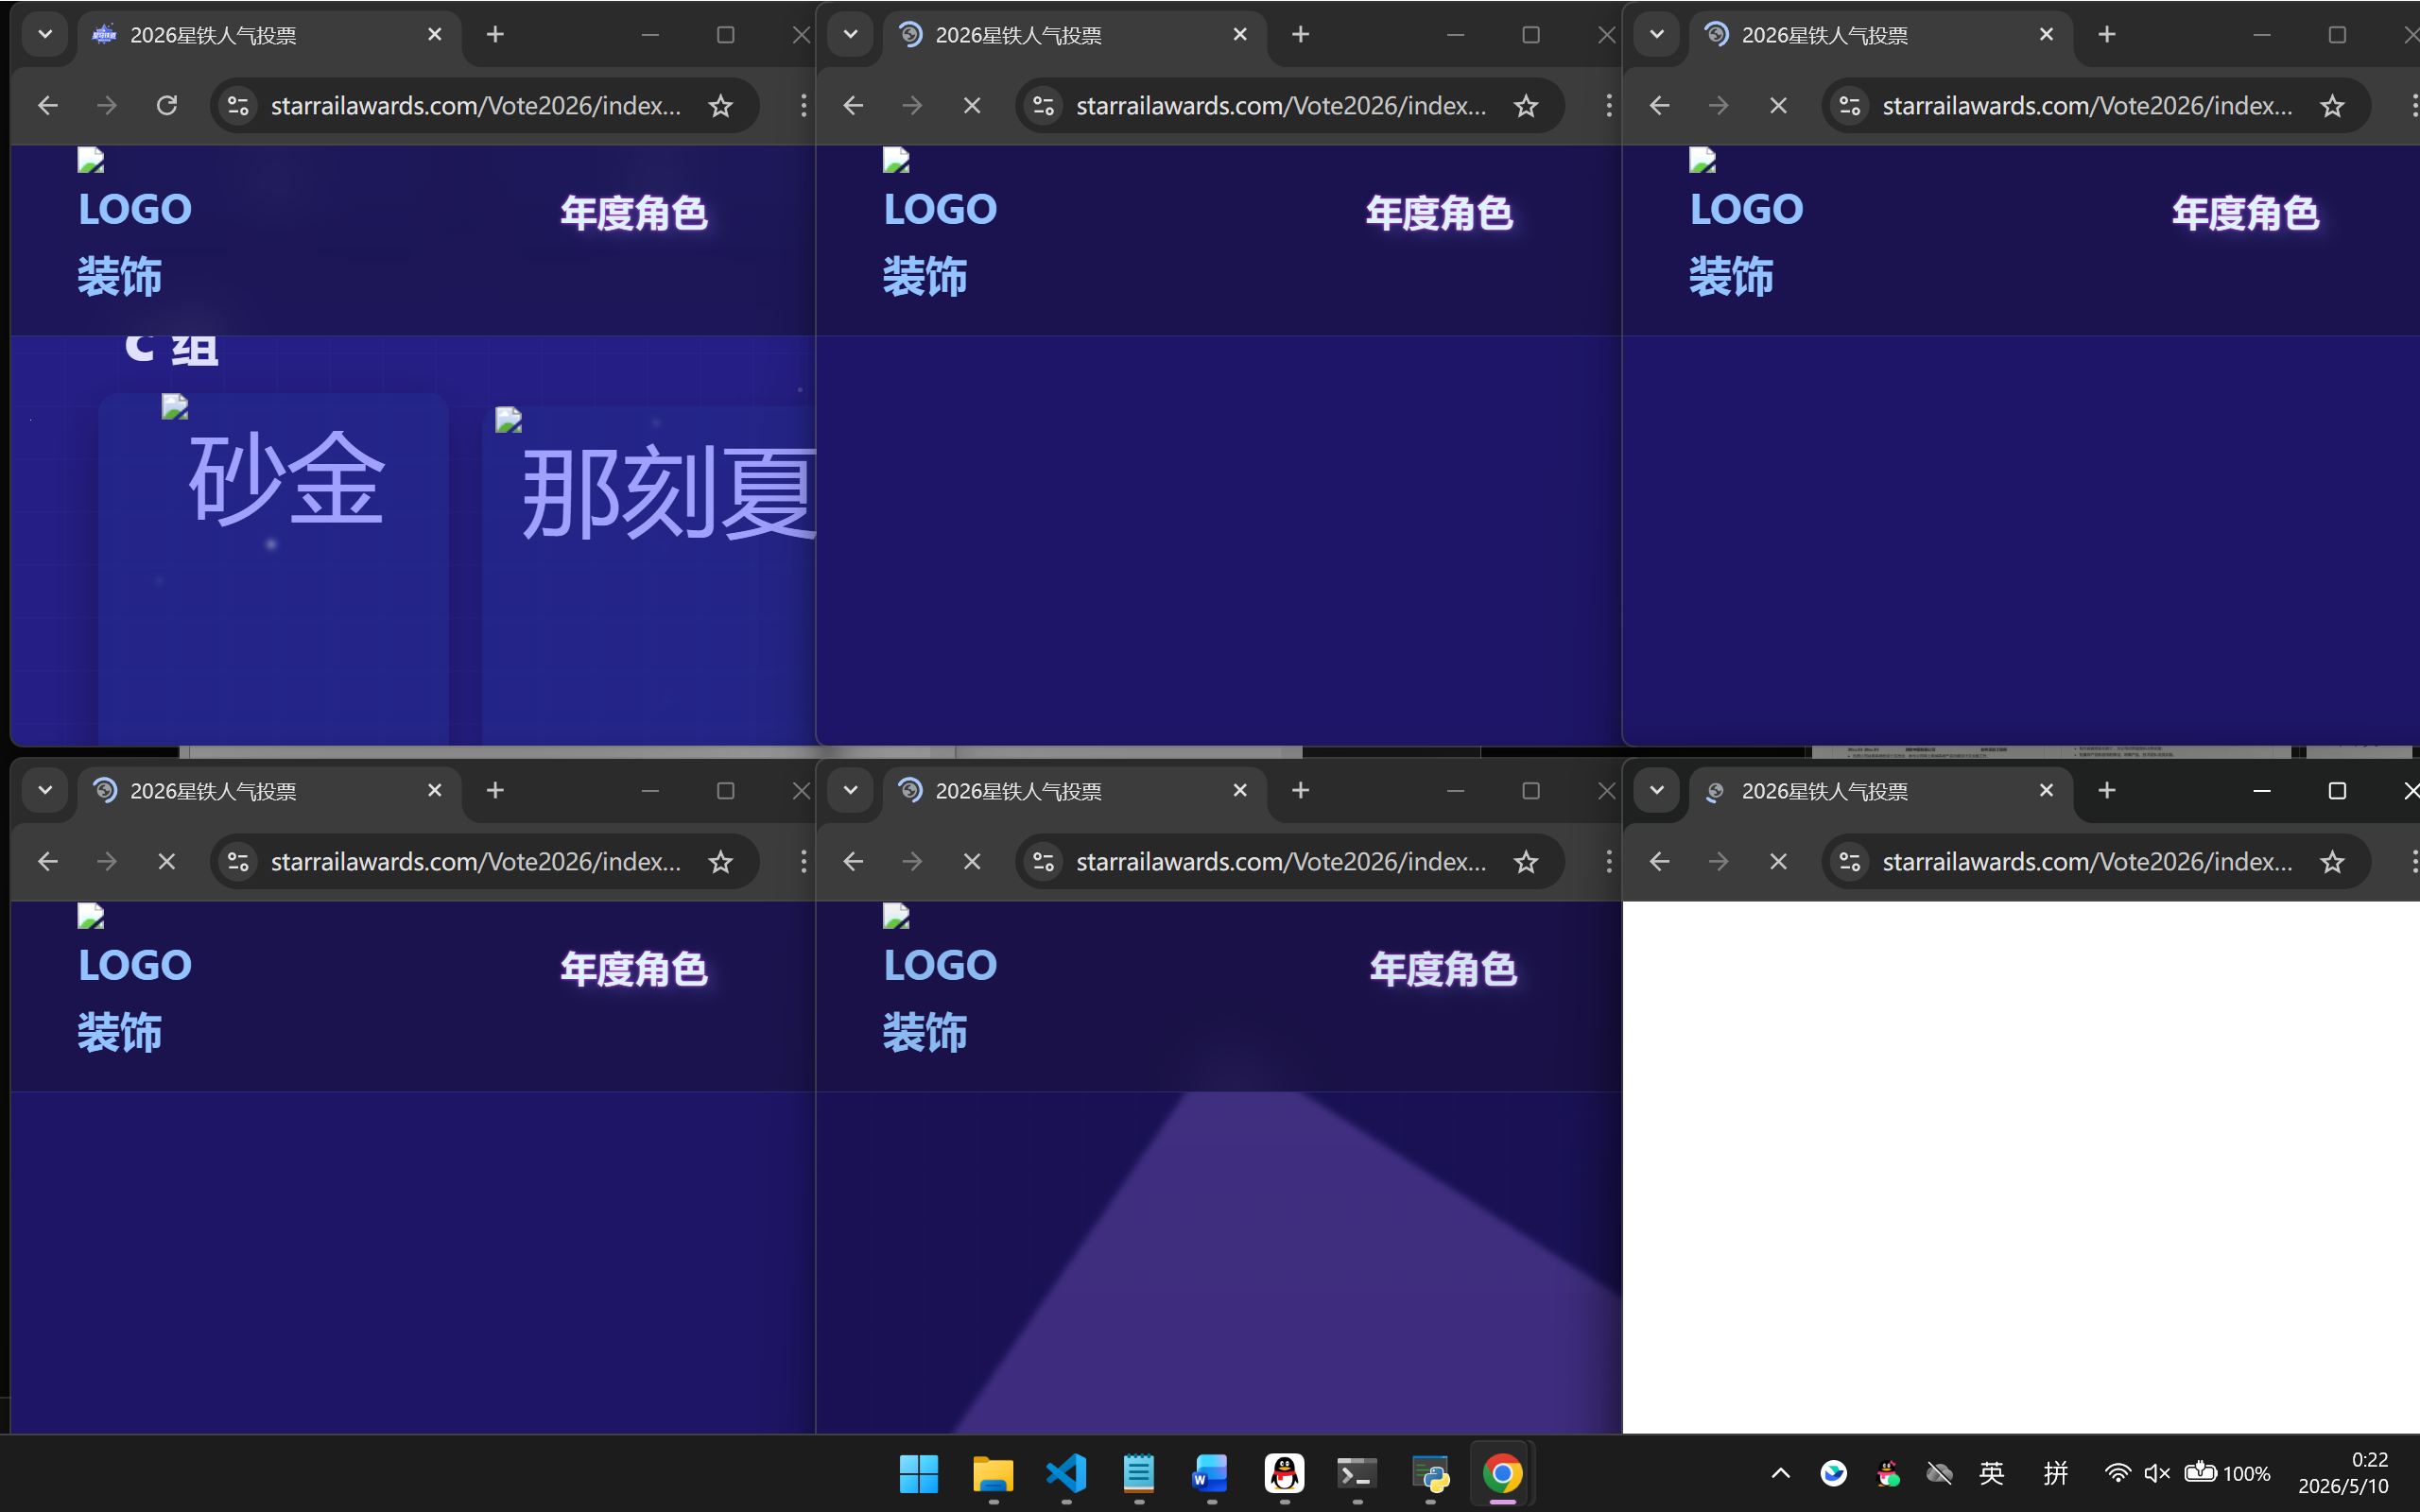 2026星铁人气投票
2026星铁人气投票
2026星铁人气投票
starrailawards.com/Vote2026/index...
starrailawards.com/Vote2026/index...
starrailawards.com/Vote2026/index...
LOGO
装饰
年度角色
LOGO
装饰
年度角色
LOGO
装饰
年度角色
C 组
砂金
那刻夏
2026星铁人气投票
2026星铁人气投票
2026星铁人气投票
starrailawards.com/Vote2026/index...
starrailawards.com/Vote2026/index...
starrailawards.com/Vote2026/index...
LOGO
装饰
年度角色
LOGO
装饰
年度角色
英
拼
100%
0:22
2026/5/10